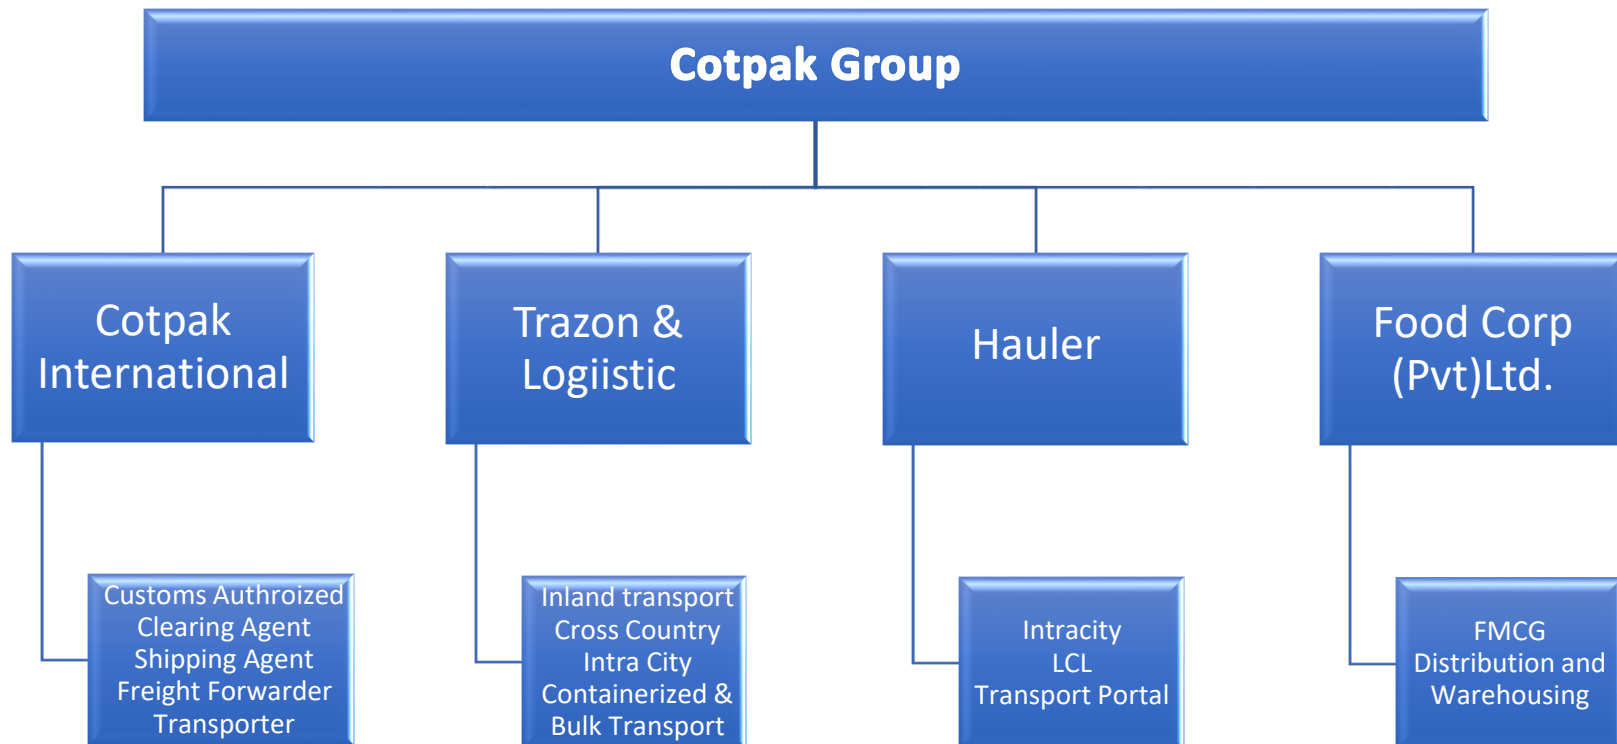 Cotpak Group
Cotpak
International
Trazon &
Logiistic
Hauler
Food Corp
(Pvt)Ltd.
Customs Authroized
Clearing Agent
Shipping Agent
Freight Forwarder
Transporter
Inland transport
Cross Country
Intra City
Containerized &
Bulk Transport
Intracity
LCL
Transport Portal
FMCG
Distribution and
Warehousing